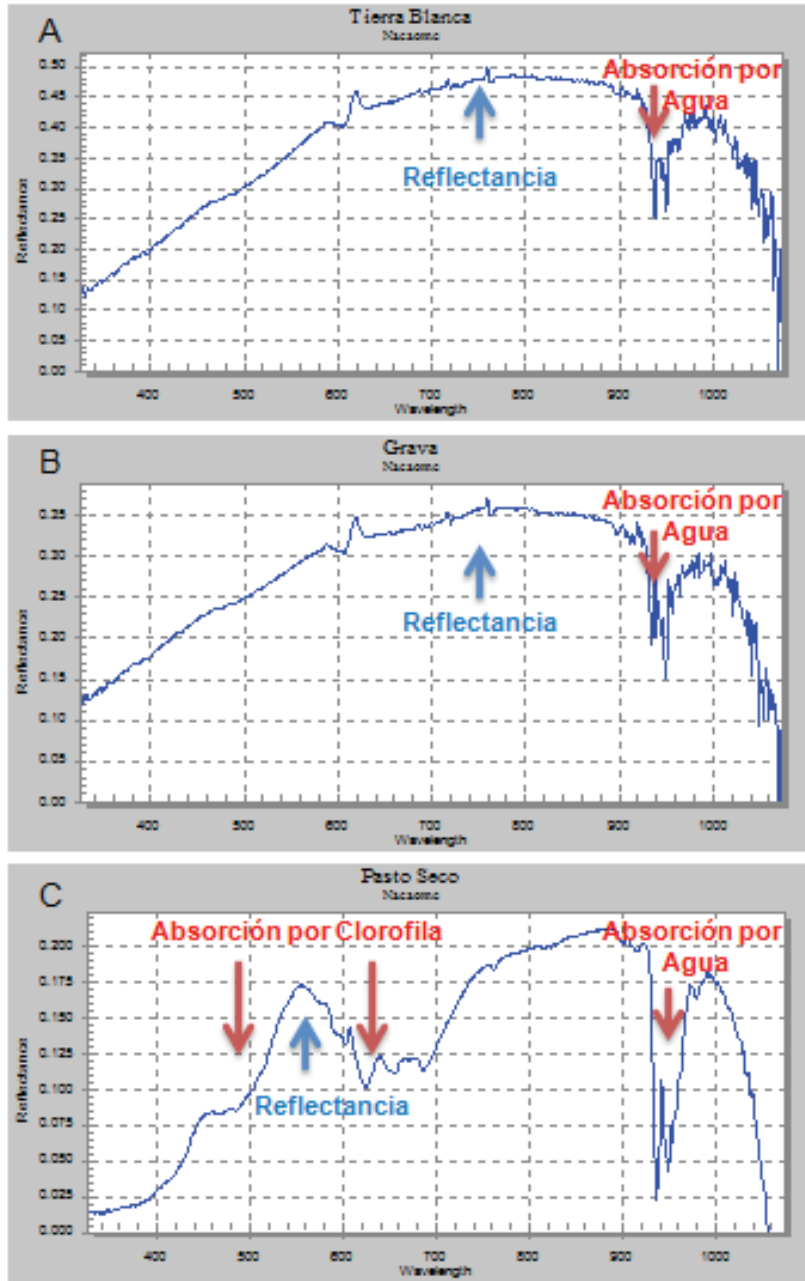 A
Tierra Blanca
Nacaome
Reflectance
0.50
0.45
0.40
0.35
0.30
0.25
0.20
0.15
0.10
0.05
0.00
Absorción por
Agua
Reflectancia
400 500 600 700 800 900 1000
Wavelength
B
Grava
Nacaome
Reflectance
0.35
0.30
0.25
0.20
0.15
0.10
0.05
0.00
Absorción por
Agua
Reflectancia
400 500 600 700 800 900 1000
Wavelength
C
Pasto Seco
Nacaome
Reflectance
0.200
0.175
0.150
0.125
0.100
0.075
0.050
0.025
0.000
Absorción por Clorofila
Absorción por
Agua
Reflectancia
400 500 600 700 800 900 1000
Wavelength